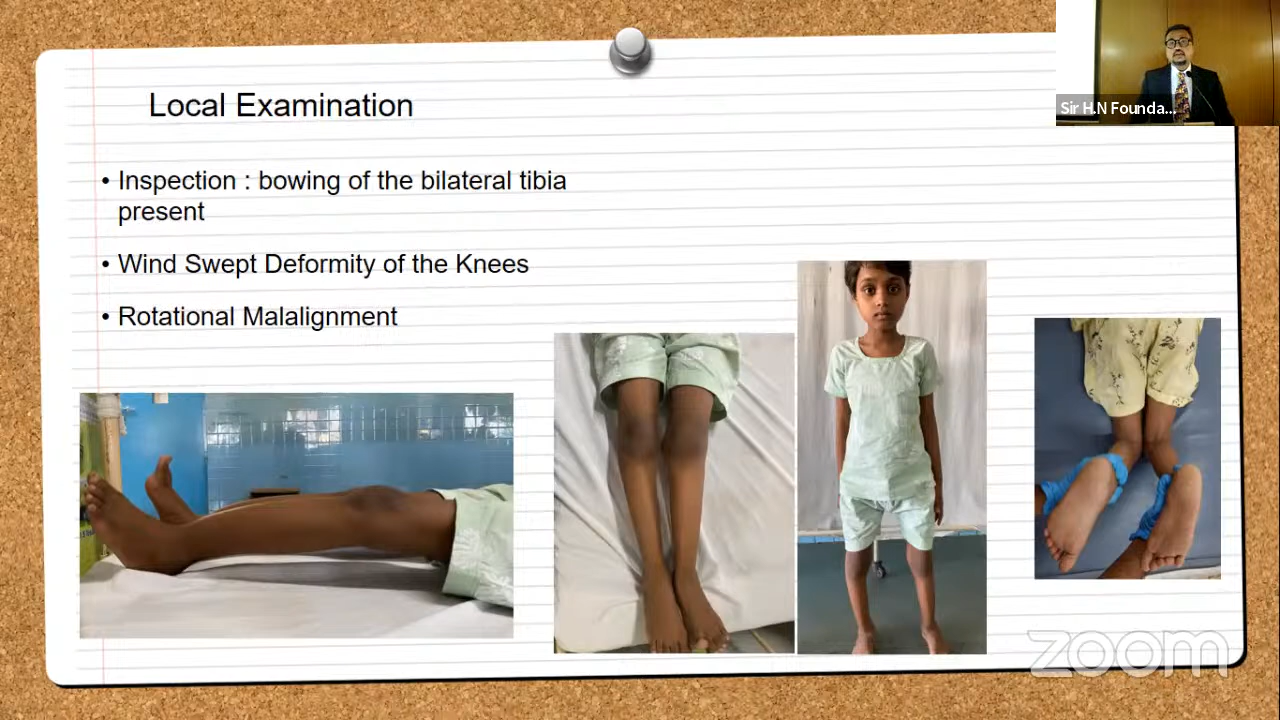 Local Examination
Sir H.N Founda...
• Inspection : bowing of the bilateral tibia
present
• Wind Swept Deformity of the Knees
• Rotational Malalignment
zoom